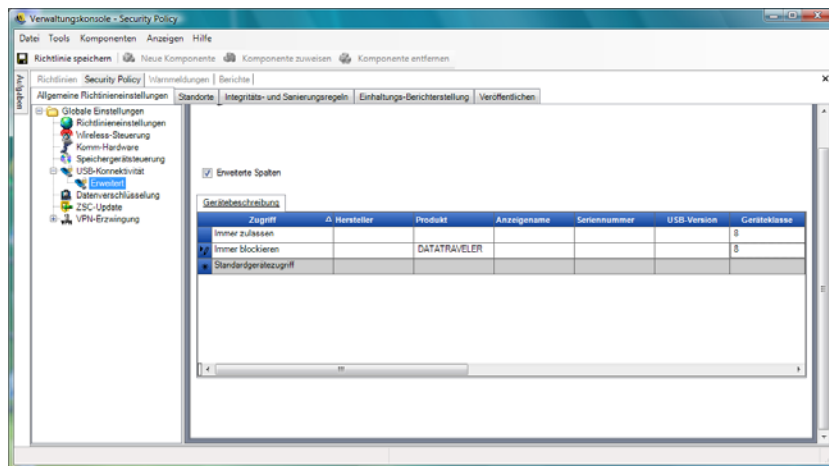 Verwaltungskonsole - Security Policy
Datei Tools Komponenten Anzeigen Hilfe
Richtlinie speichern Neue Komponente Komponente zuweisen Komponente entfernen
Aufgaben
Richtlinien Security Policy Warnmeldungen Berichte
Allgemeine Richtlinieneinstellungen Standorte Integritäts- und Sanierungsregeln Einhaltungs-Berichterstellung Veröffentlichen
Globale Einstellungen
Richtlinieneinstellungen
Wireless-Steuerung
Komm-Hardware
Speichergerätsteuerung
USB-Konnektivität
Erweitert
Datenverschlüsselung
ZSC-Update
VPN-Erzwingung
Erweiterte Spalten
Gerätebeschreibung
Zugriff Hersteller Produkt Anzeigename Seriennummer USB-Version Geräteklasse
Immer zulassen 8
Immer blockieren DATATRAVELER 8
Standardgerätezugriff